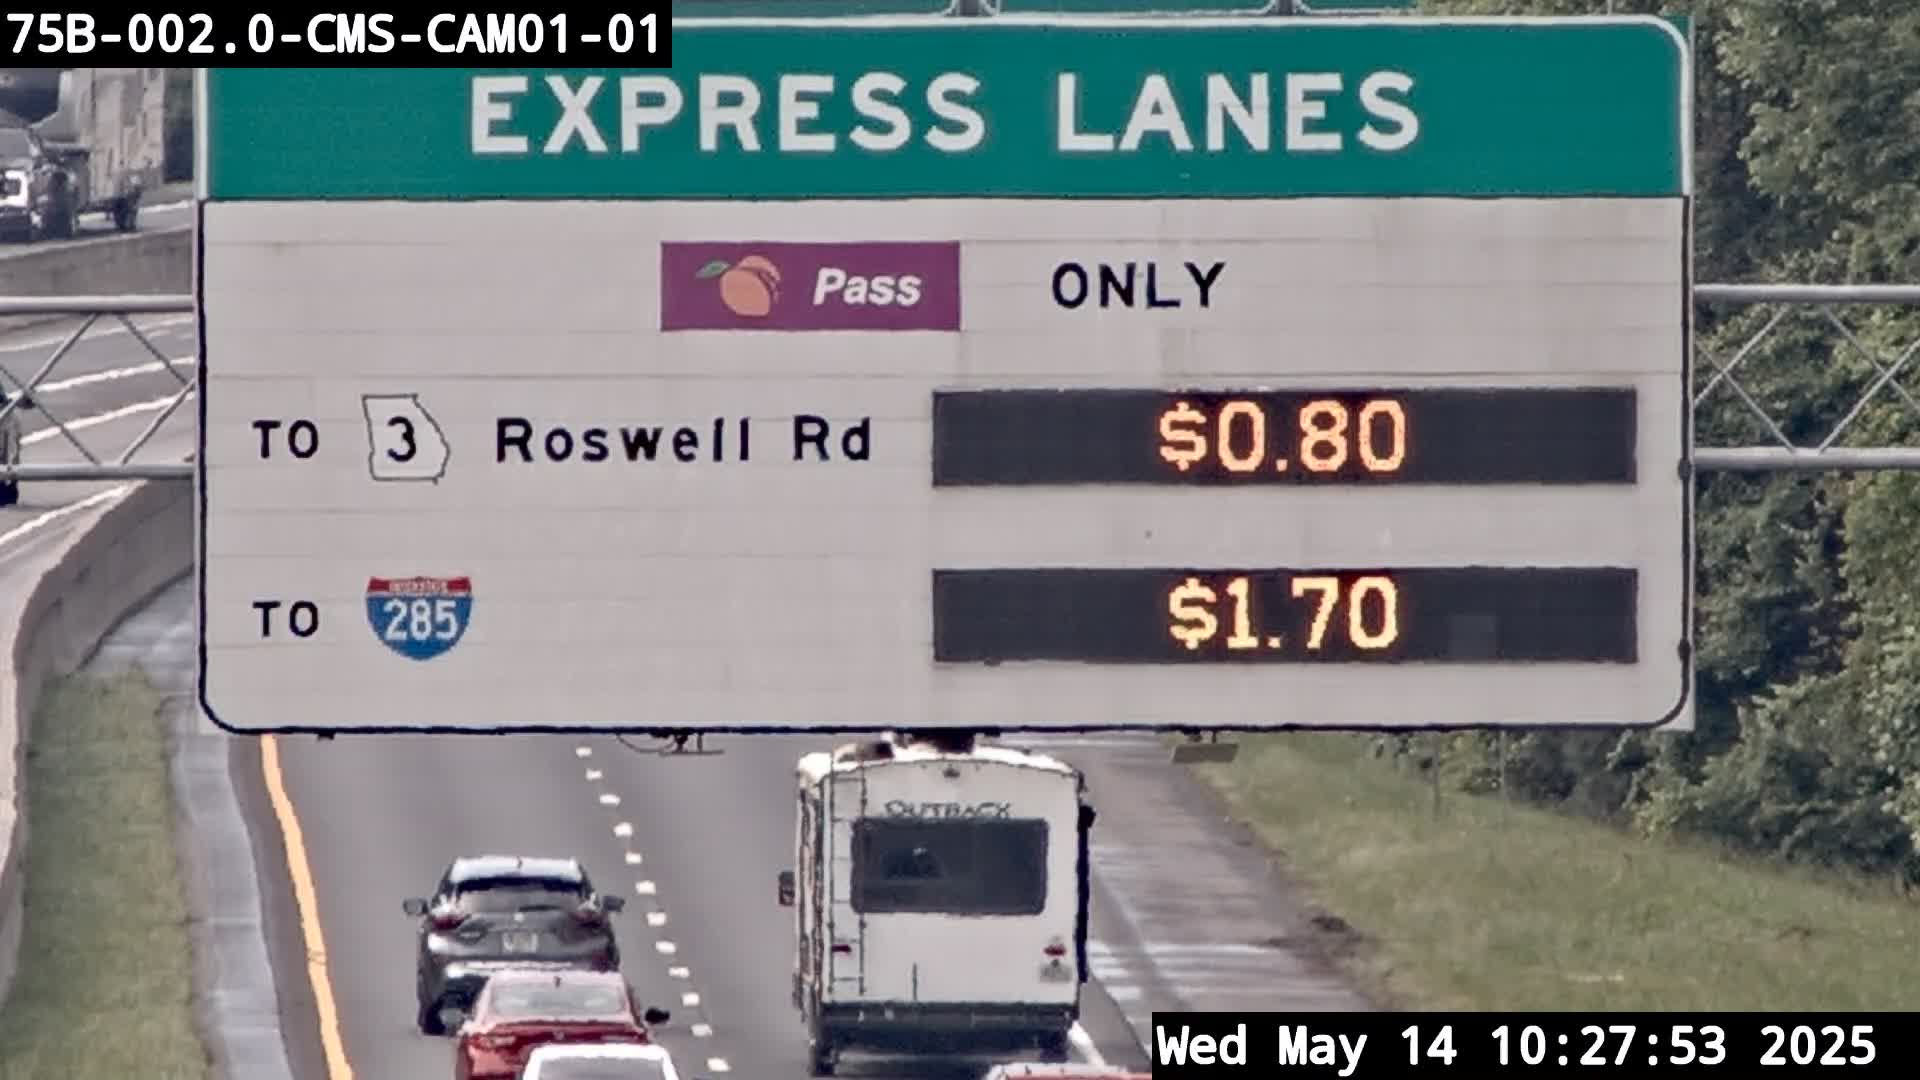 75B-002.0-CMS-CAM01-01
EXPRESS LANES
Pass ONLY
TO 3 Roswell Rd $0.80
TO 285 $1.70
OUTBACK
Wed May 14 10:27:53 2025